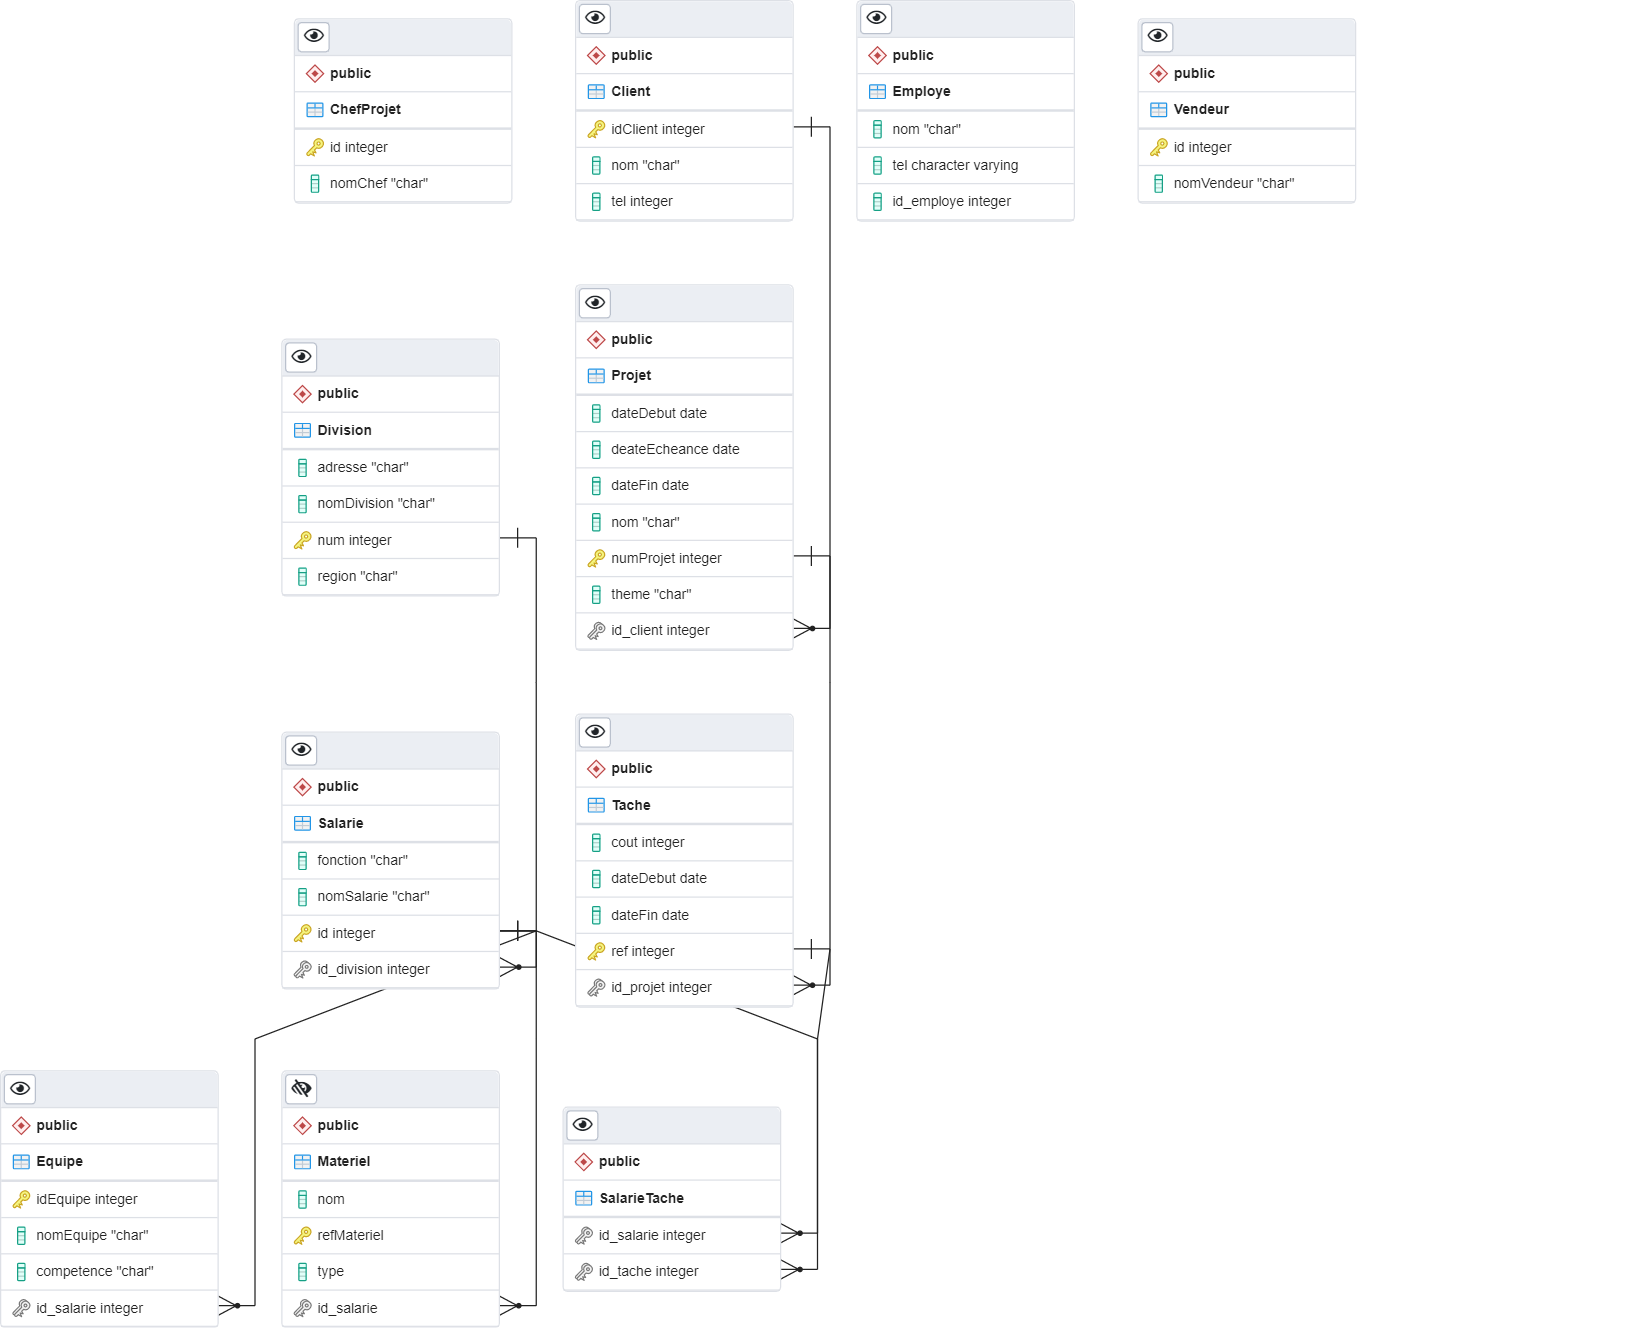 public
ChefProjet
id integer
nomChef "char"
public
Client
idClient integer
nom "char"
tel integer
public
Employe
nom "char"
tel character varying
id_employe integer
public
Vendeur
id integer
nomVendeur "char"
public
Division
adresse "char"
nomDivision "char"
num integer
region "char"
public
Projet
dateDebut date
deateEcheance date
dateFin date
nom "char"
numProjet integer
theme "char"
id_client integer
public
Salarie
fonction "char"
nomSalarie "char"
id integer
id_division integer
public
Tache
cout integer
dateDebut date
dateFin date
ref integer
id_projet integer
public
Equipe
idEquipe integer
nomEquipe "char"
competence "char"
id_salarie integer
public
Materiel
nom
refMateriel
type
id_salarie
public
SalarieTache
id_salarie integer
id_tache integer